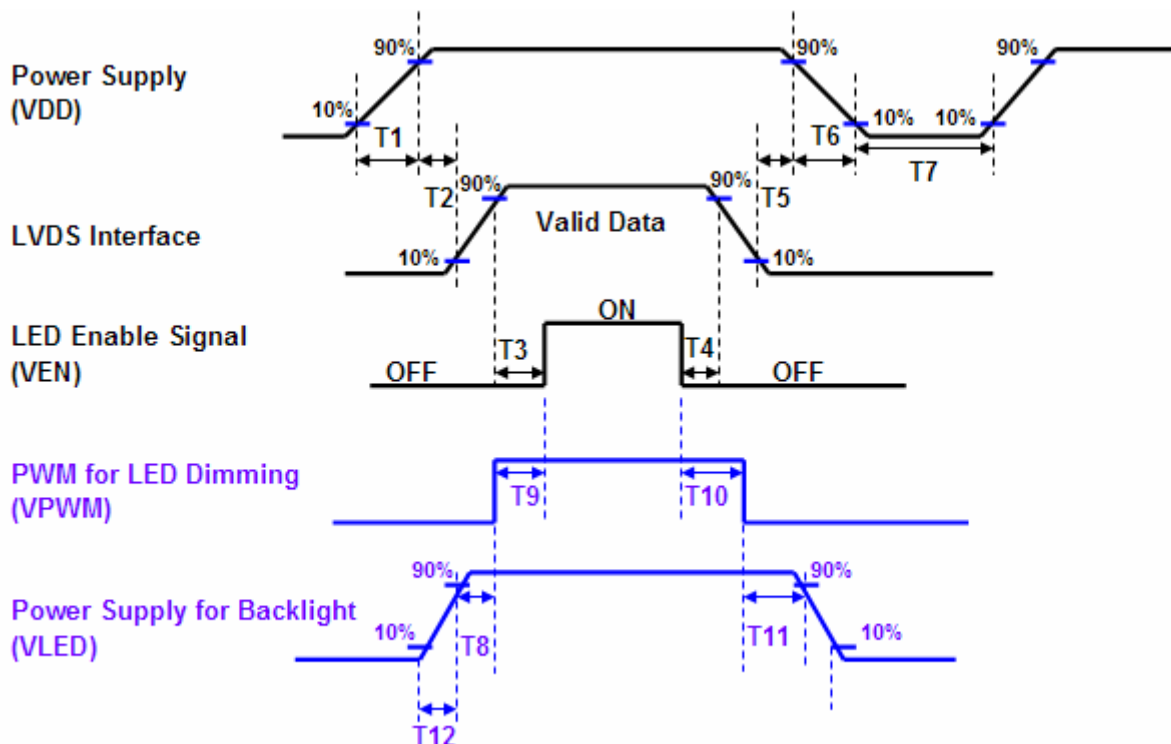 90%
90%
90%
Power Supply
(VDD)
10%
T1
T6
10%
10%
T7
T2
90%
90%
T5
Valid Data
LVDS Interface
10%
10%
ON
LED Enable Signal
(VEN)
T3
T4
OFF
OFF
PWM for LED Dimming
(VPWM)
T9
T10
90%
90%
Power Supply for Backlight
(VLED)
10%
T8
T11
10%
T12